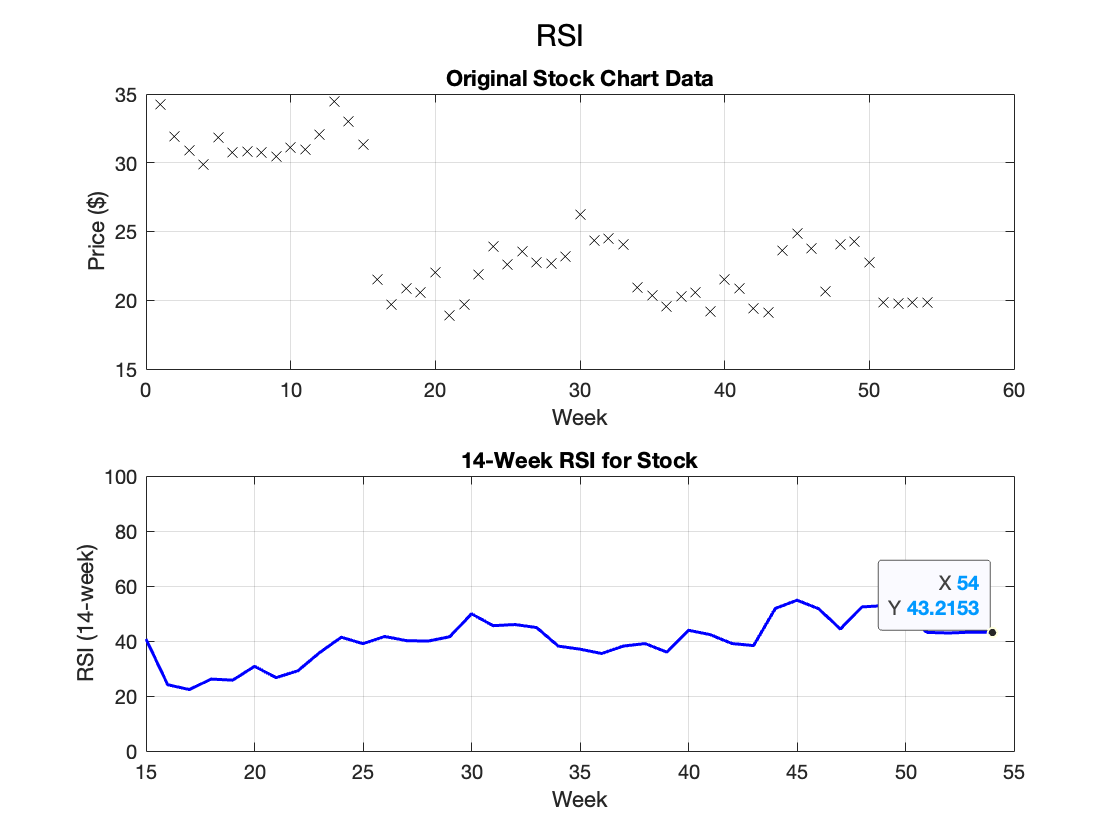 RSI
Original Stock Chart Data
35
30
25
20
15
Price ($)
0 10 20 30 40 50 60
Week
14-Week RSI for Stock
100
80
60
40
20
0
RSI (14-week)
X 54
Y 43.2153
15 20 25 30 35 40 45 50 55
Week